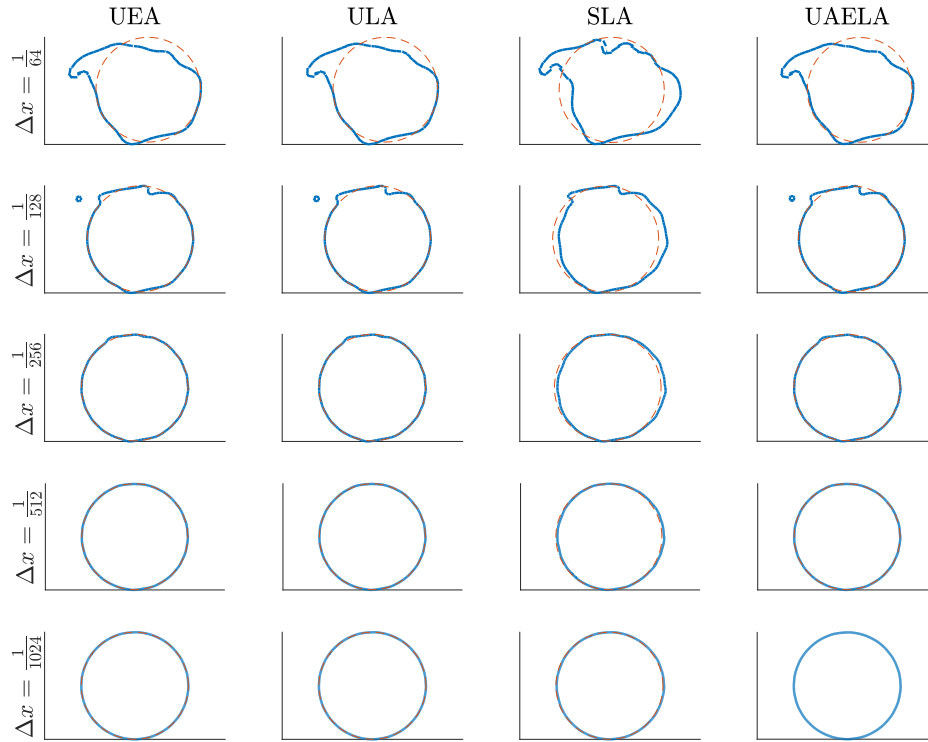 UEA ULA SLA UAELA
Δx = 1/64
Δx = 1/128
Δx = 1/256
Δx = 1/512
Δx = 1/1024